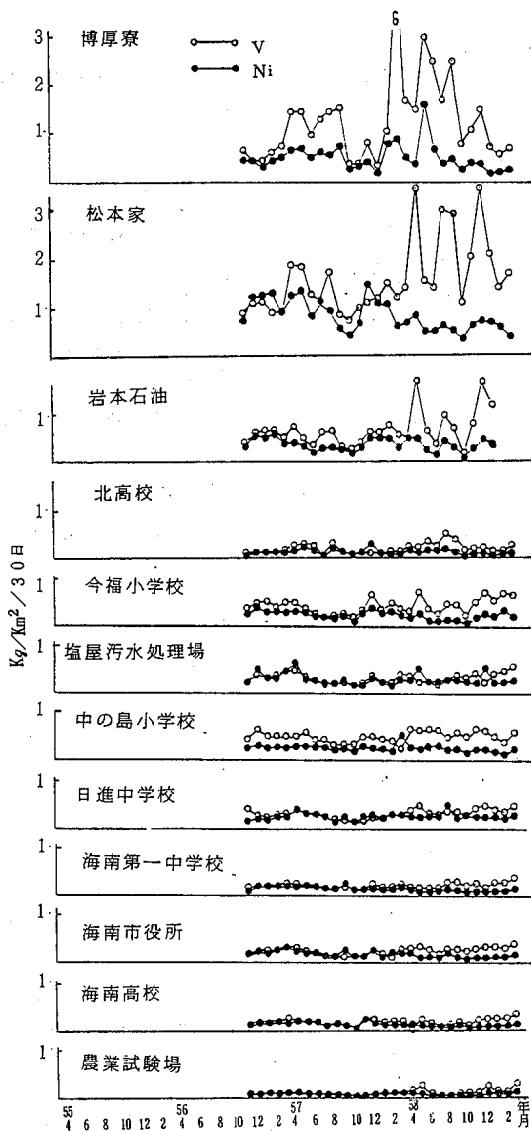 博厚寮
V
Ni
6
3
2
1
松本家
3
2
1
岩本石油
1
北高校
1
今福小学校
1
塩屋汚水処理場
1
中の島小学校
1
日進中学校
1
海南第一中学校
1
海南市役所
1
海南高校
農業試験場
1
Kg/Km²/30日
55 56 57 58 年
4 6 8 10 12 2 4 6 8 10 12 2 4 6 8 10 12 2 4 6 8 10 12 2 月